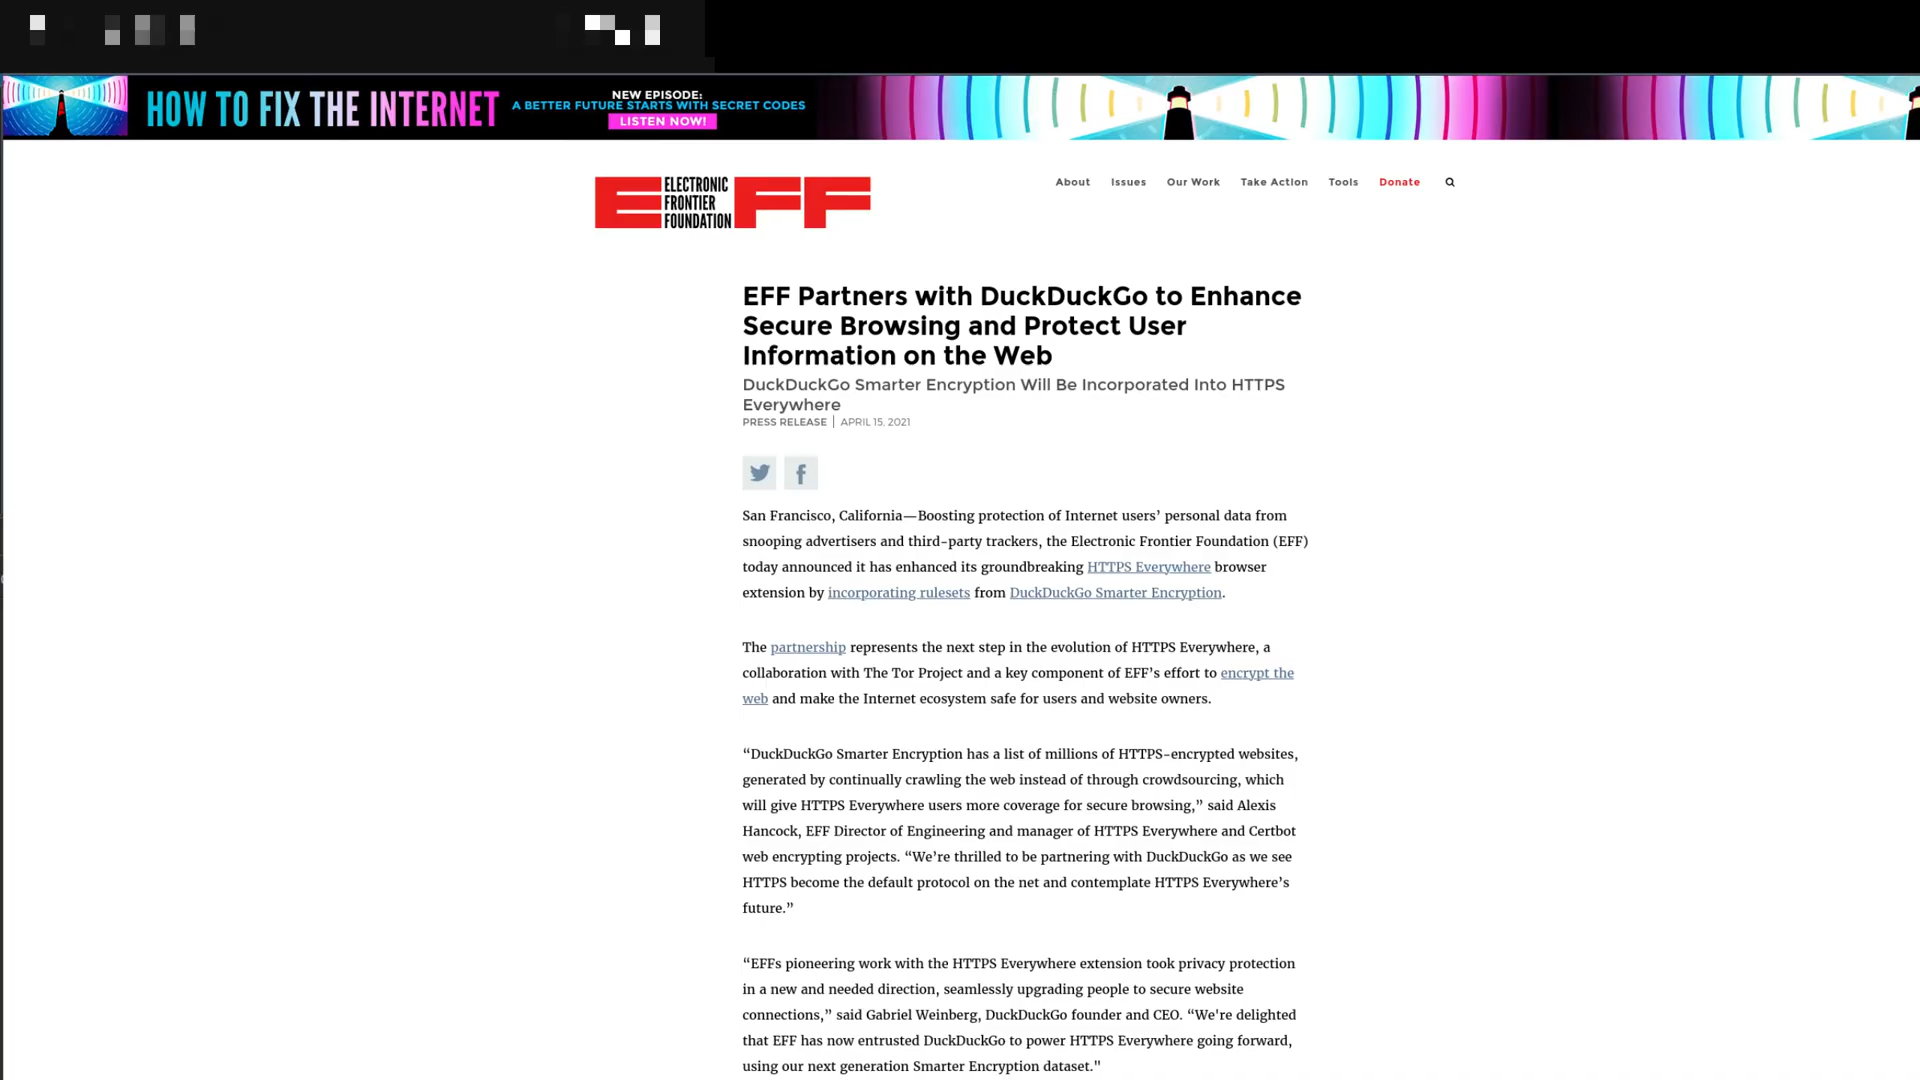 HOW TO FIX THE INTERNET
NEW EPISODE:
A BETTER FUTURE STARTS WITH SECRET CODES
LISTEN NOW!
EFF
ELECTRONIC
FRONTIER
FOUNDATION
About Issues Our Work Take Action Tools Donate
EFF Partners with DuckDuckGo to Enhance
Secure Browsing and Protect User
Information on the Web
DuckDuckGo Smarter Encryption Will Be Incorporated Into HTTPS
Everywhere
PRESS RELEASE | APRIL 15, 2021
San Francisco, California—Boosting protection of Internet users’ personal data from
snooping advertisers and third-party trackers, the Electronic Frontier Foundation (EFF)
today announced it has enhanced its groundbreaking HTTPS Everywhere browser
extension by incorporating rulesets from DuckDuckGo Smarter Encryption.
The partnership represents the next step in the evolution of HTTPS Everywhere, a
collaboration with The Tor Project and a key component of EFF’s effort to encrypt the
web and make the Internet ecosystem safe for users and website owners.
“DuckDuckGo Smarter Encryption has a list of millions of HTTPS-encrypted websites,
generated by continually crawling the web instead of through crowdsourcing, which
will give HTTPS Everywhere users more coverage for secure browsing,” said Alexis
Hancock, EFF Director of Engineering and manager of HTTPS Everywhere and Certbot
web encrypting projects. “We’re thrilled to be partnering with DuckDuckGo as we see
HTTPS become the default protocol on the net and contemplate HTTPS Everywhere’s
future.”
“EFFs pioneering work with the HTTPS Everywhere extension took privacy protection
in a new and needed direction, seamlessly upgrading people to secure website
connections,” said Gabriel Weinberg, DuckDuckGo founder and CEO. “We're delighted
that EFF has now entrusted DuckDuckGo to power HTTPS Everywhere going forward,
using our next generation Smarter Encryption dataset."